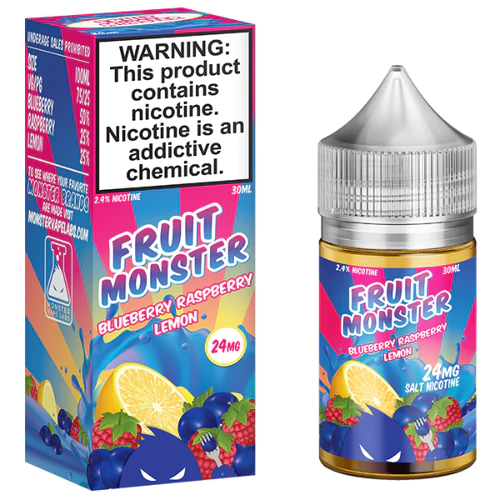 UNDERAGE SALES PROHIBITED
SIZE 100ML
VG/PG 75/25
BLUEBERRY 50%
RASPBERRY 25%
LEMON 25%
TO SEE WHERE YOUR FAVORITE
MONSTER BRANDS
ARE MADE VISIT
MONSTERVAPELABS.COM
MONSTER
VAPE LABS
WARNING:
This product
contains
nicotine.
Nicotine is an
addictive
chemical.
2.4% NICOTINE 30ML
FRUIT
MONSTER
BLUEBERRY RASPBERRY
LEMON
24MG
2.4% NICOTINE 30ML
FRUIT
MONSTER
BLUEBERRY RASPBERRY
LEMON
24MG
SALT NICOTINE